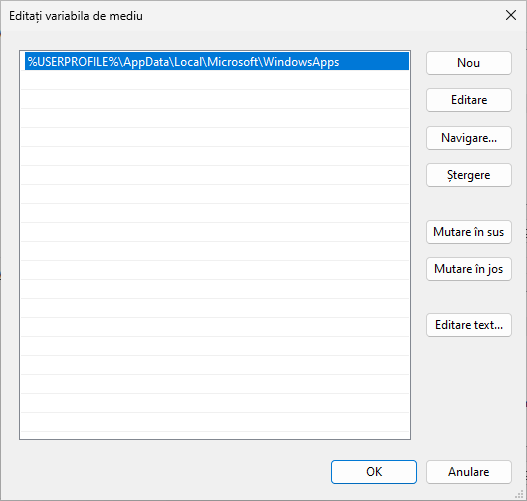 Editați variabila de mediu
%USERPROFILE%\AppData\Local\Microsoft\WindowsApps
Nou
Editare
Navigare...
Ștergere
Mutare în sus
Mutare în jos
Editare text...
OK
Anulare